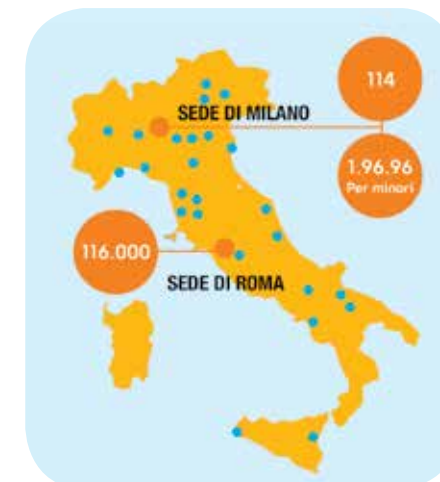 114
SEDE DI MILANO
1.96.96
Per minori
116.000
SEDE DI ROMA